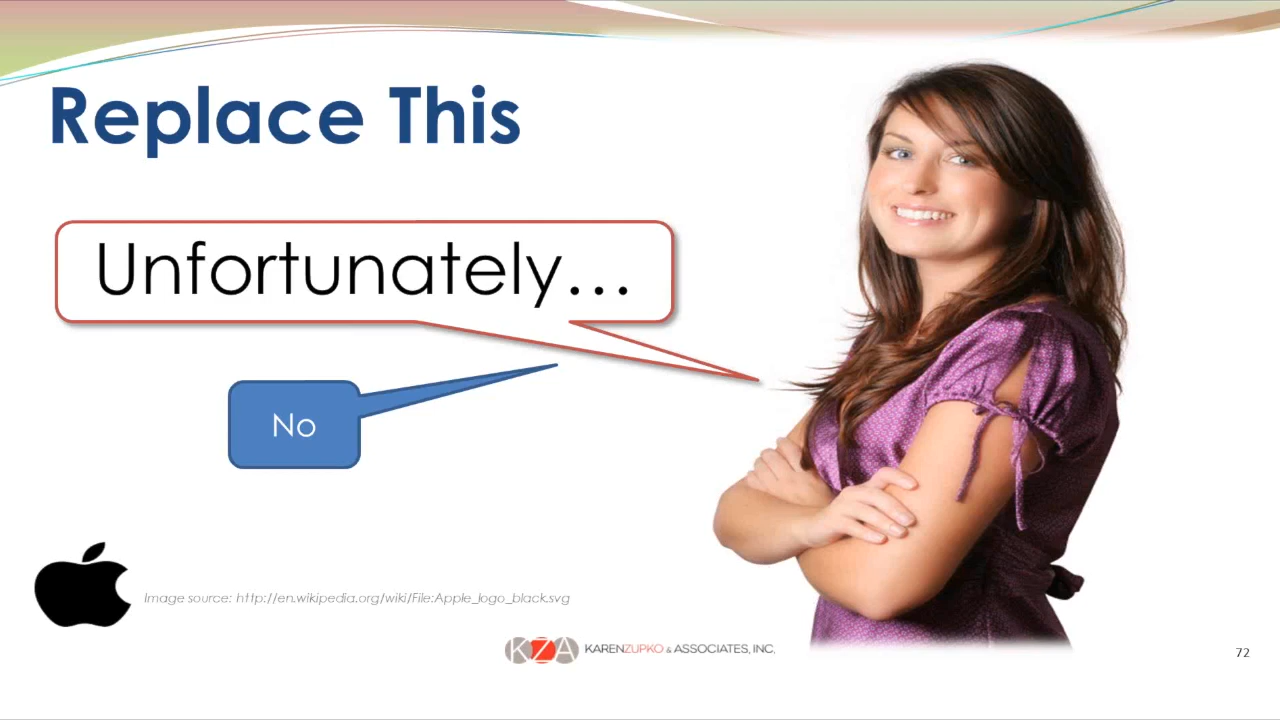 Replace This
Unfortunately...
No
Image source: http://en.wikipedia.org/wiki/File:Apple_logo_black.svg
KZA KARENZUPKO & ASSOCIATES, INC.
72